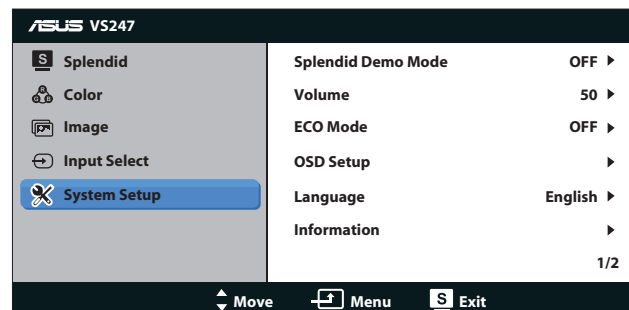 ASUS VS247
S Splendid
Color
Image
Input Select
System Setup
Splendid Demo Mode OFF
Volume 50
ECO Mode OFF
OSD Setup
Language English
Information
1/2
Move Menu S Exit